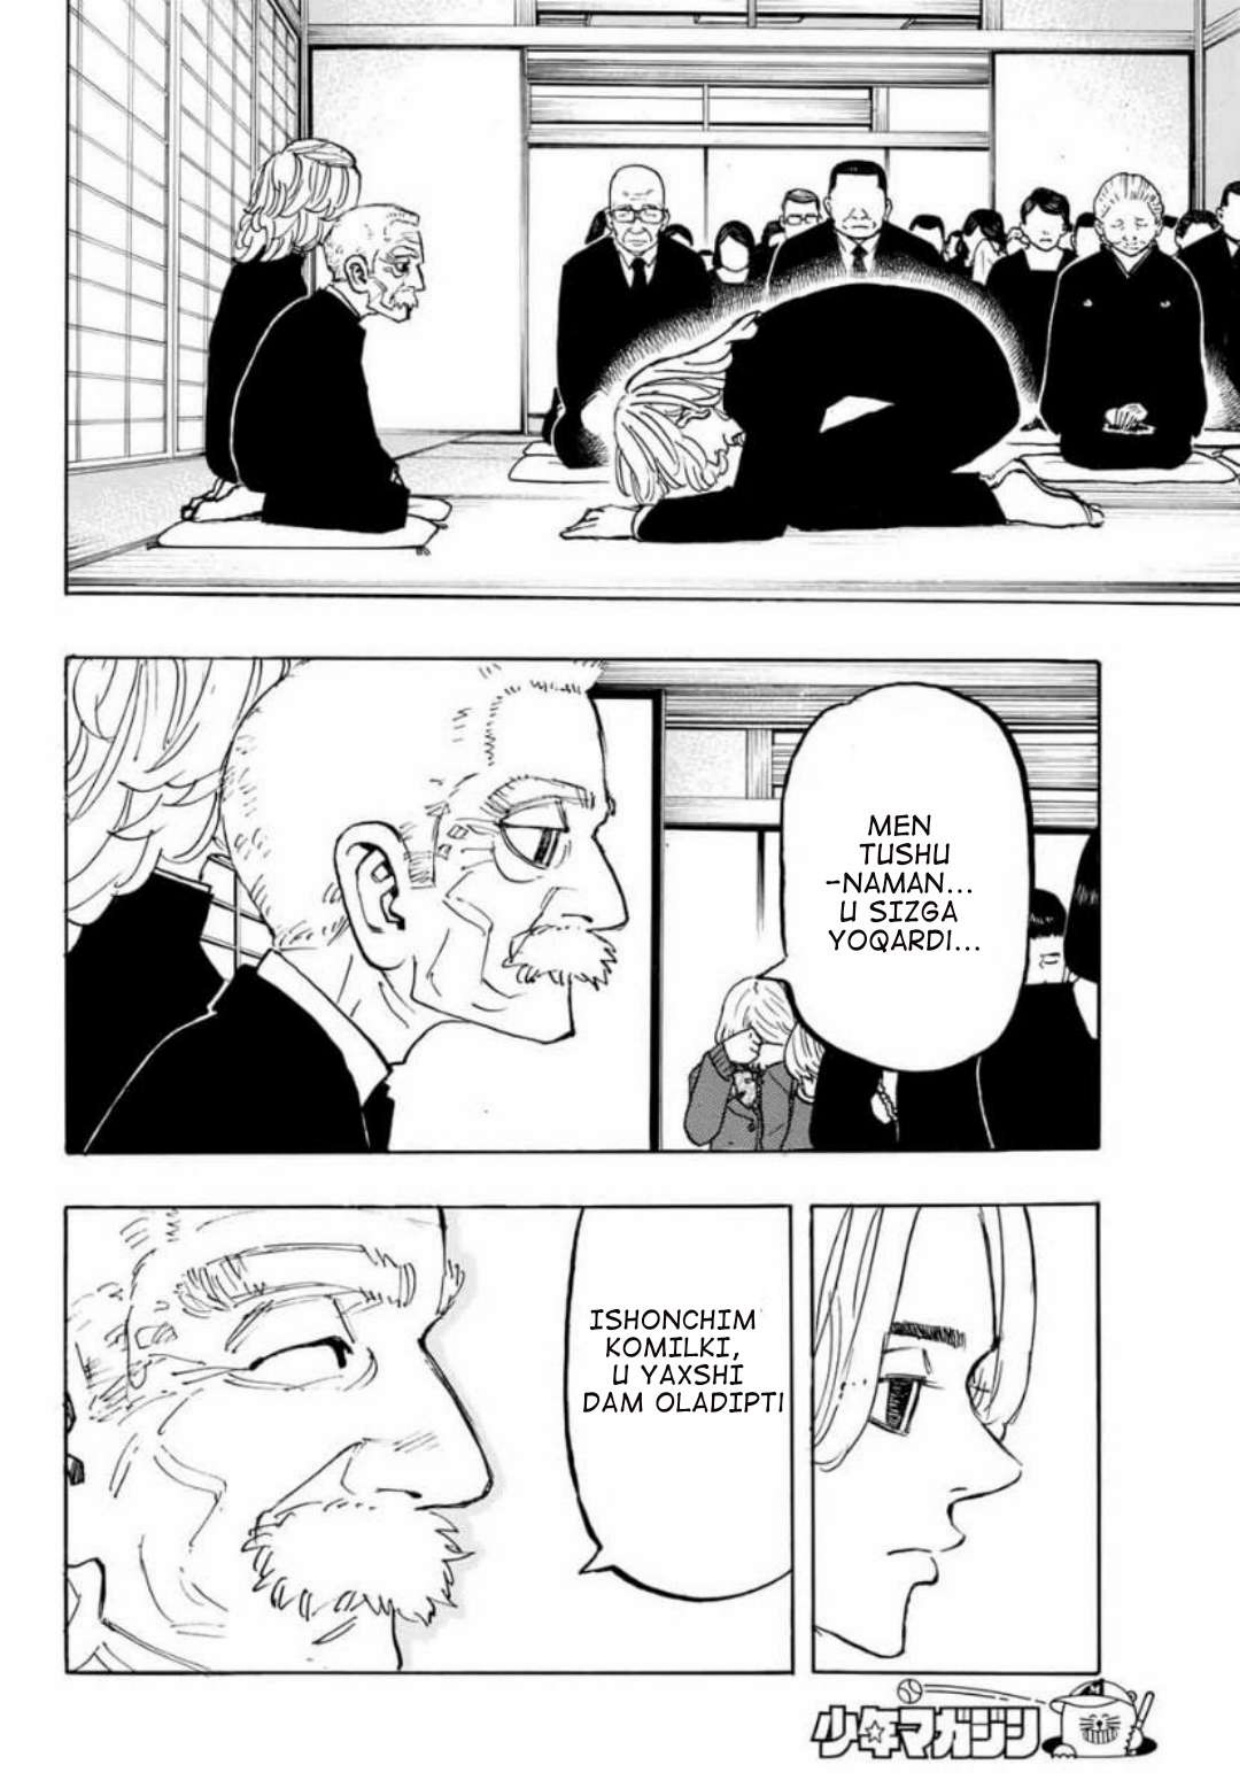 MEN
TUSHU
-NAMAN...
U SIZGA
YOQARDI...
ISHONCHIM
KOMILKI,
U YAXSHI
DAM OLADIPTI
少年マガジン